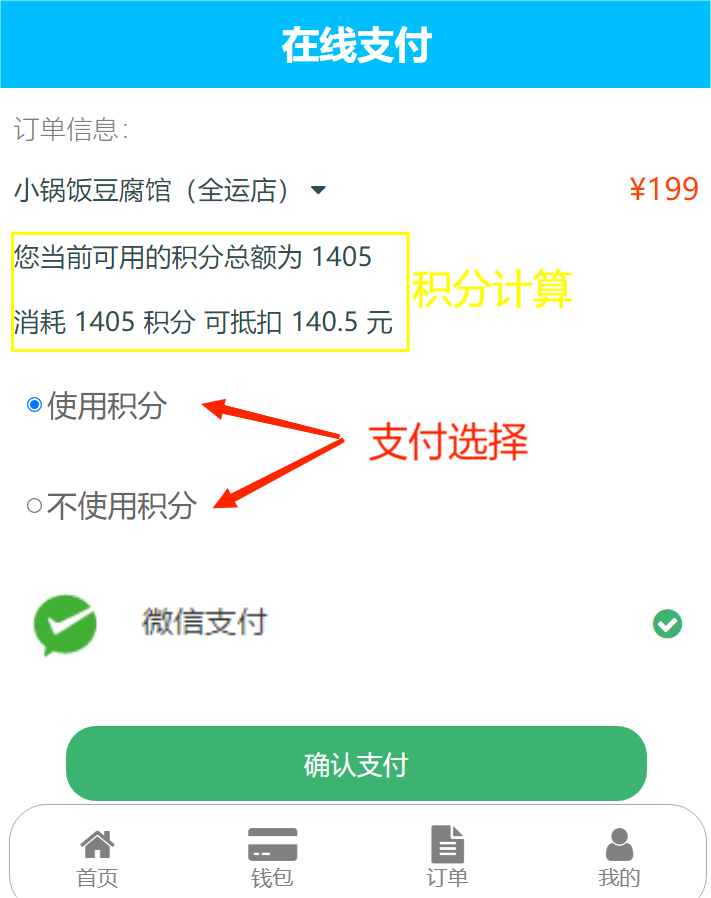 在线支付
订单信息：
小锅饭豆腐馆（全运店）
¥199
您当前可用的积分总额为 1405
消耗 1405 积分 可抵扣 140.5 元
积分计算
使用积分
支付选择
不使用积分
微信支付
确认支付
首页
钱包
订单
我的